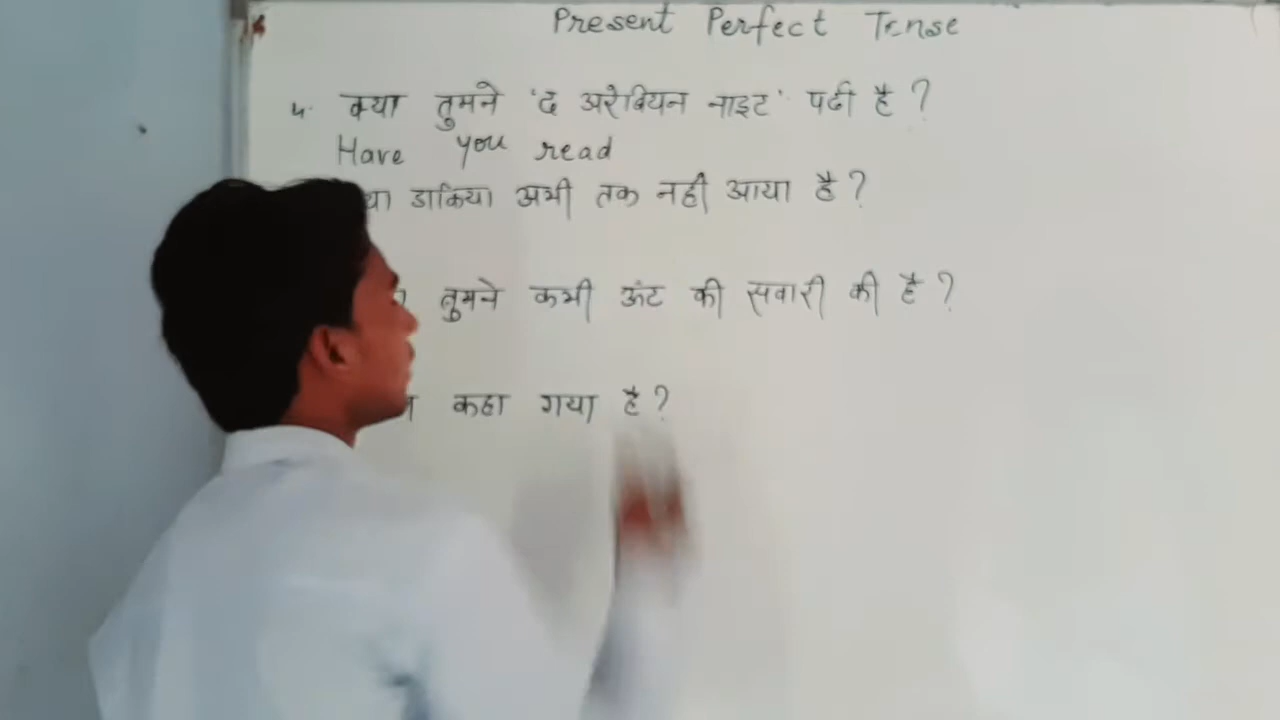 Present Perfect Tense
4. क्या तुमने 'द अरेबियन नाइट' पढी है ?
Have you read
डाकिया अभी तक नही आया है ?
तुमने कभी ऊंट की सवारी की है ?
कहा गया है ?